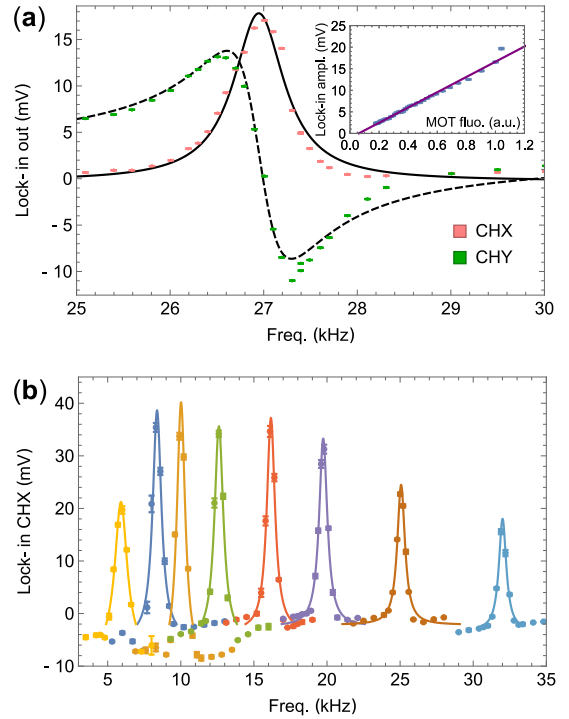 (a)
Lock- in out (mV)
15
10
5
0
- 5
- 10
25 26 27 28 29 30
Freq. (kHz)
CHX
CHY
Lock-in ampl. (mV)
25
20
15
10
5
0
0.0 0.2 0.4 0.6 0.8 1.0 1.2
MOT fluo. (a.u.)
(b)
Lock- in CHX (mV)
40
30
20
10
0
- 10
5 10 15 20 25 30 35
Freq. (kHz)